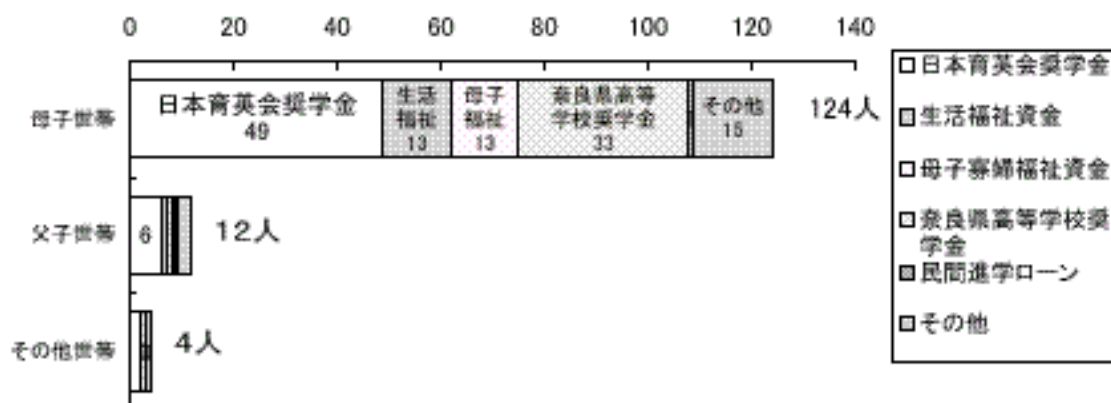 0 20 40 60 80 100 120 140
母子世帯
日本育英会奨学金
49
生活
福祉
13
母子
福祉
13
奈良県高等
学校奨学金
33
その他
15
124人
父子世帯
6
12人
その他世帯
4人
日本育英会奨学金
生活福祉資金
母子寡婦福祉資金
奈良県高等学校奨
学金
民間進学ローン
その他